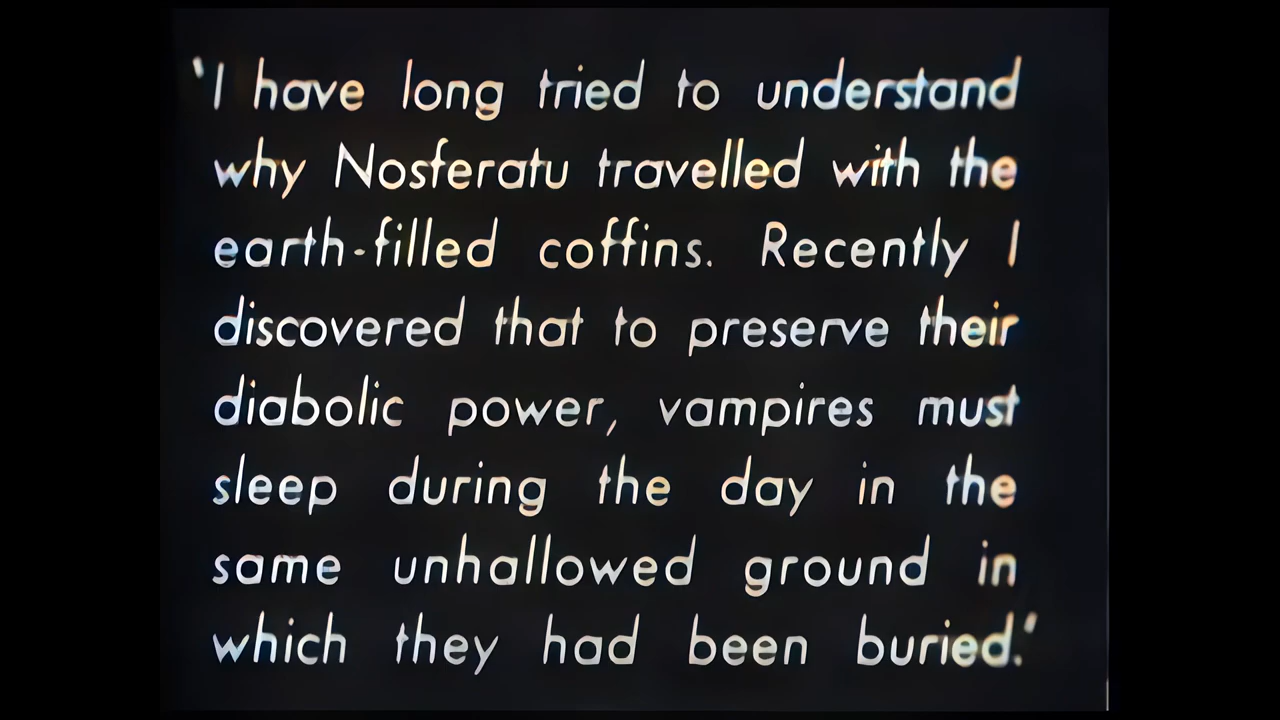 'I have long tried to understand
why Nosferatu travelled with the
earth-filled coffins. Recently I
discovered that to preserve their
diabolic power, vampires must
sleep during the day in the
same unhallowed ground in
which they had been buried.'